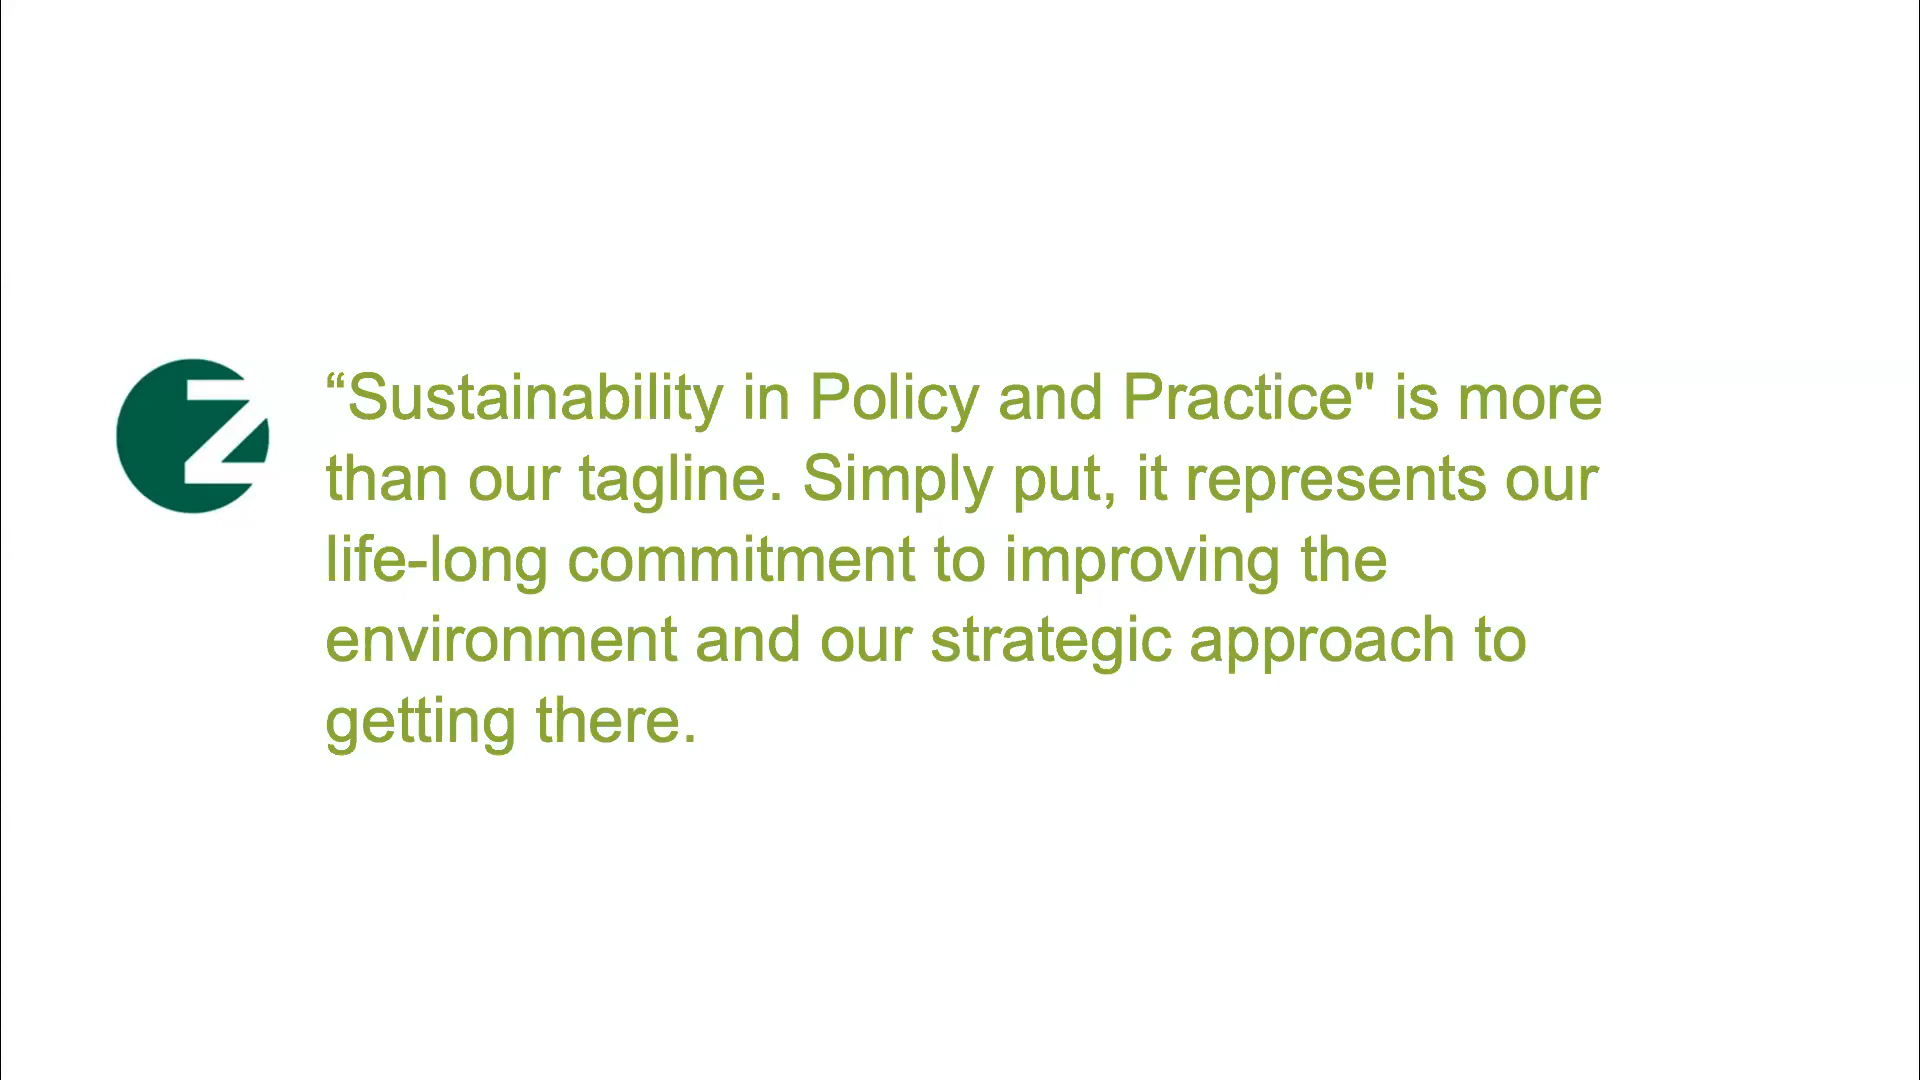 Z
“Sustainability in Policy and Practice" is more
than our tagline. Simply put, it represents our
life-long commitment to improving the
environment and our strategic approach to
getting there.